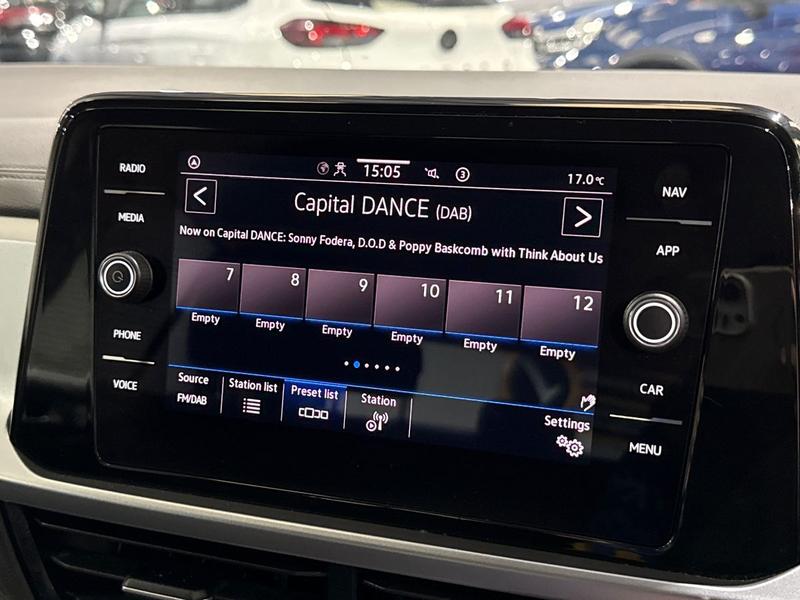 RADIO
MEDIA
PHONE
VOICE
A
15:05
3
17.0°C
Capital DANCE (DAB)
Now on Capital DANCE: Sonny Fodera, D.O.D & Poppy Baskcomb with Think About Us
7 8 9 10 11 12
Empty Empty Empty Empty Empty Empty
Source
FM/DAB
Station list
Preset list
Station
Settings
NAV
APP
CAR
MENU